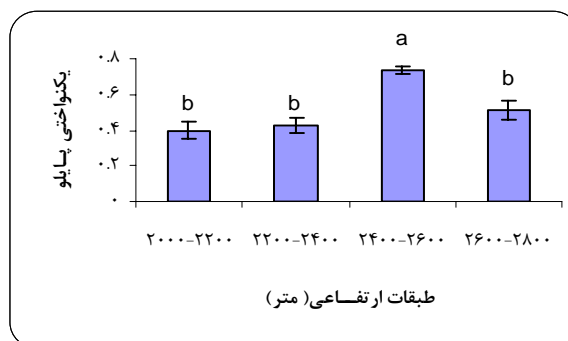 یکنواختی پایلو
۰.۸
۰.۶
۰.۴
۰.۲
۰
a
b
b
b
۲۰۰۰-۲۲۰۰ ۲۲۰۰-۲۴۰۰ ۲۴۰۰-۲۶۰۰ ۲۶۰۰-۲۸۰۰
طبقات ارتفــاعی( متر)